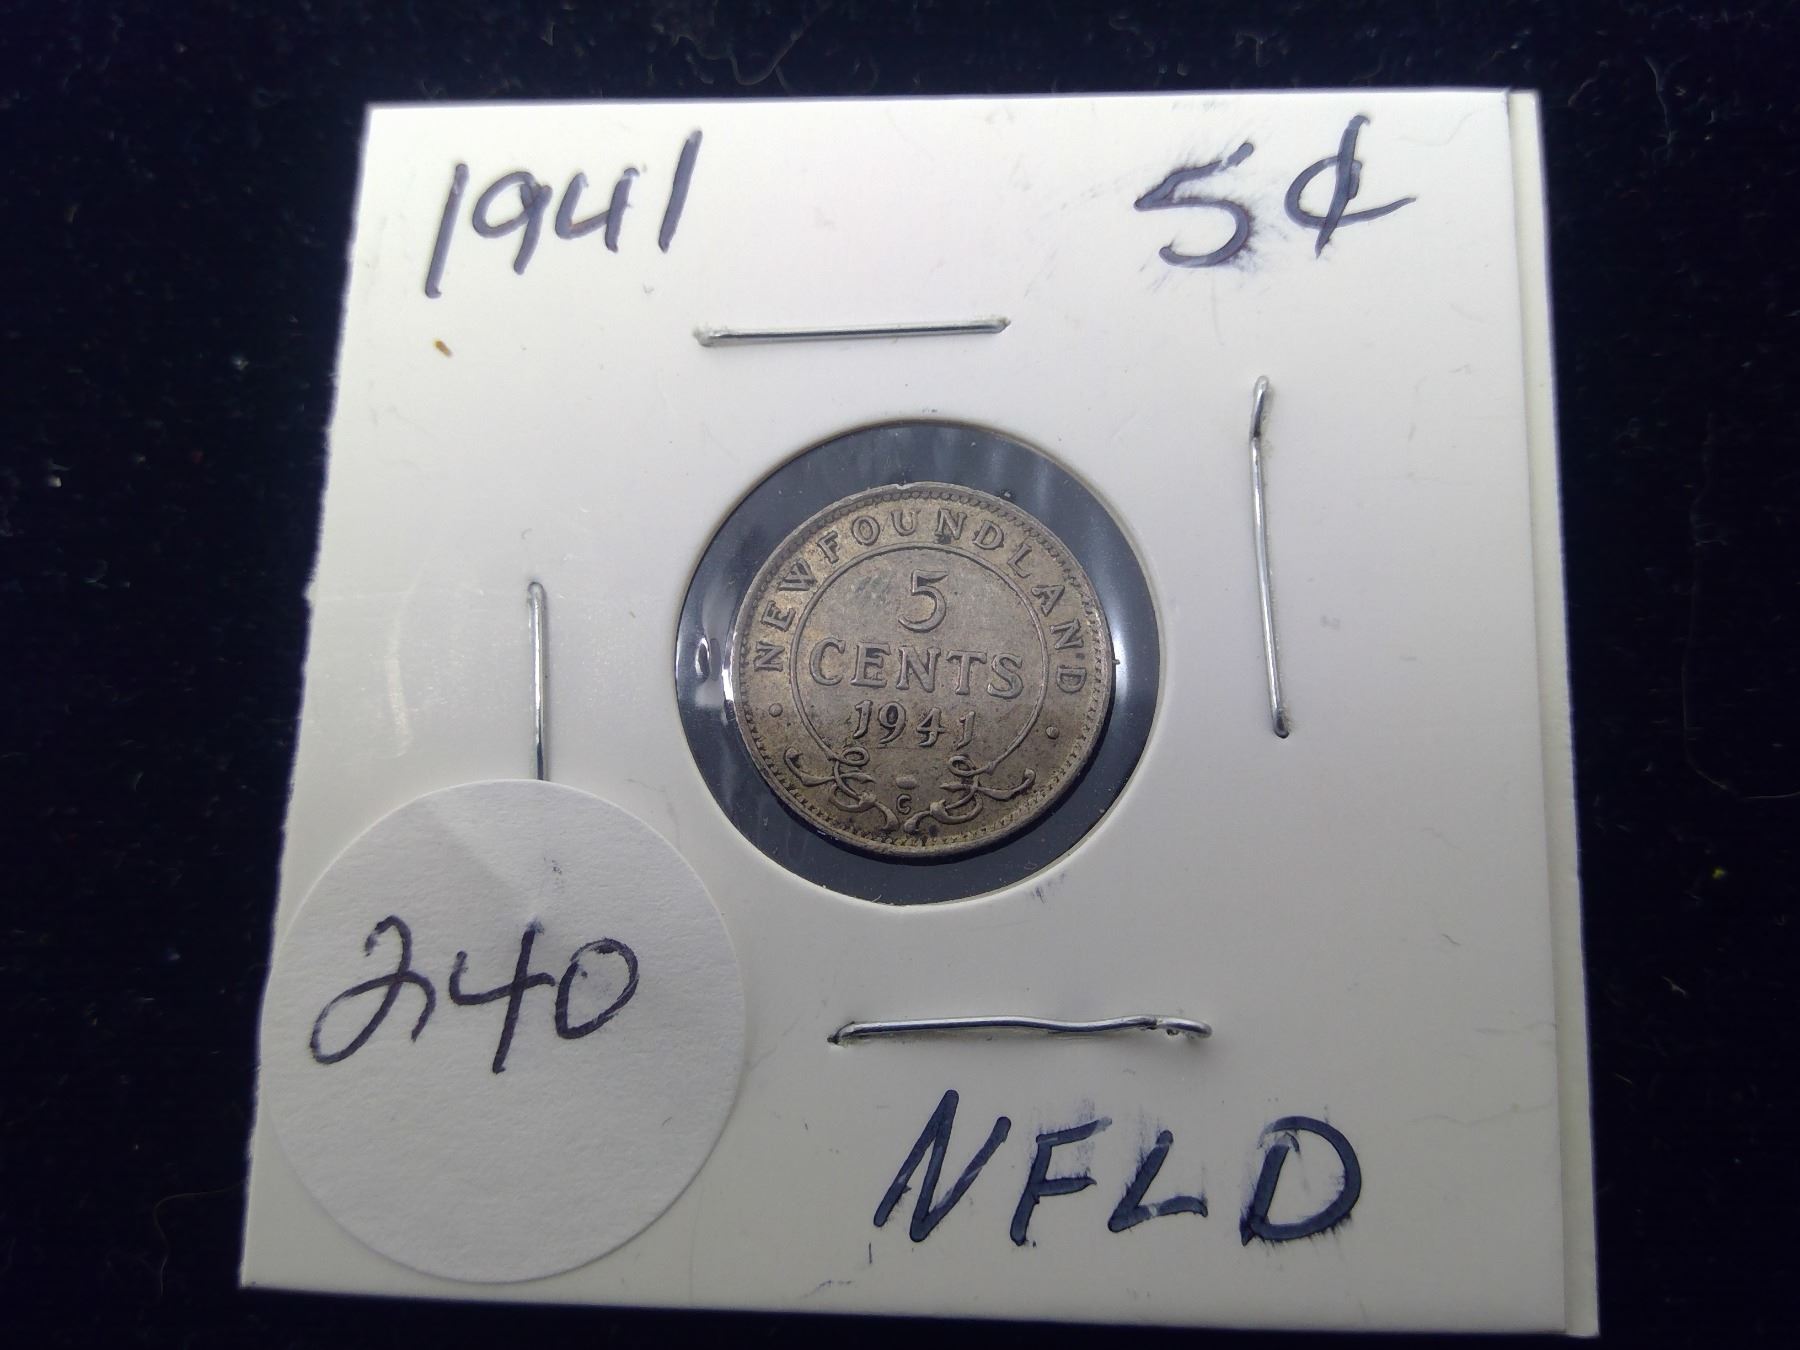 1941 5¢
NEWFOUNDLAND
5
CENTS
1941
C
240
NFLD